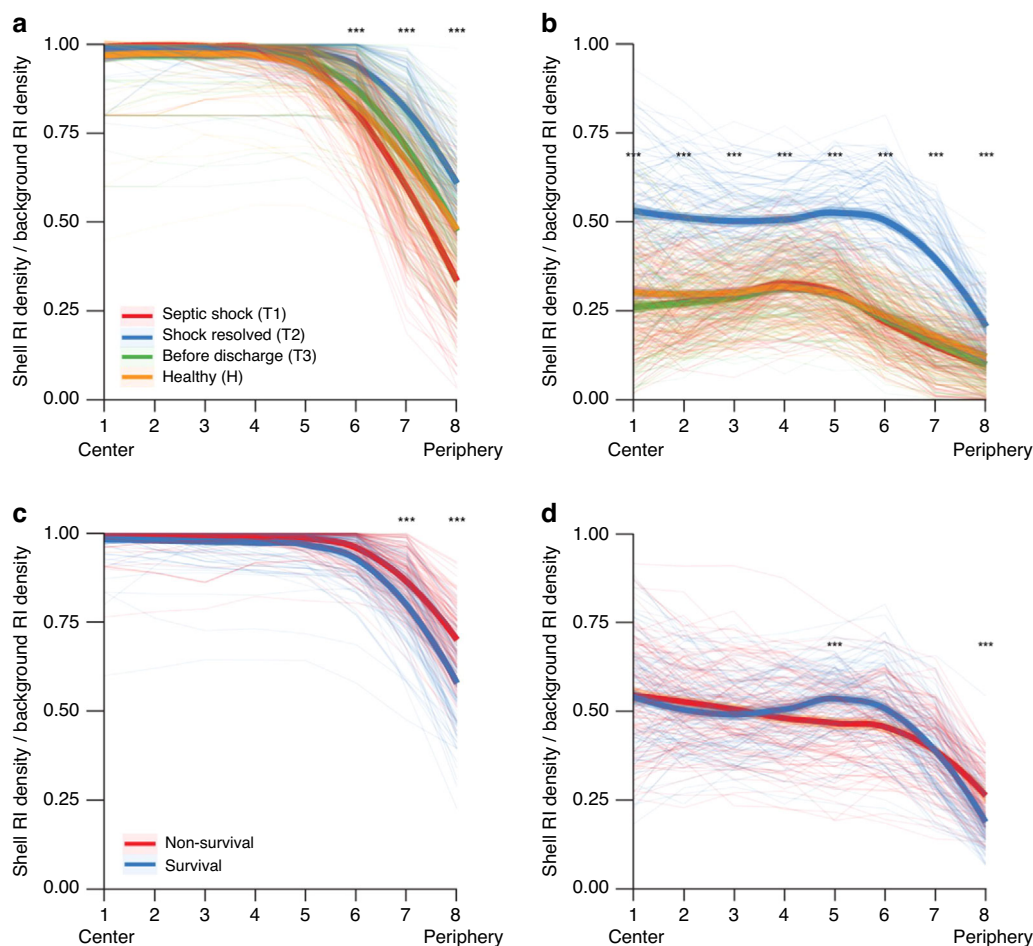 a
Shell RI density / background RI density
1.00
0.75
0.50
0.25
0.00
*** *** ***
Septic shock (T1)
Shock resolved (T2)
Before discharge (T3)
Healthy (H)
1 2 3 4 5 6 7 8
Center Periphery
b
Shell RI density / background RI density
1.00
0.75
0.50
0.25
0.00
*** *** *** *** *** *** *** ***
1 2 3 4 5 6 7 8
Center Periphery
c
Shell RI density / background RI density
1.00
0.75
0.50
0.25
0.00
*** ***
Non-survival
Survival
1 2 3 4 5 6 7 8
Center Periphery
d
Shell RI density / background RI density
1.00
0.75
0.50
0.25
0.00
*** ***
1 2 3 4 5 6 7 8
Center Periphery